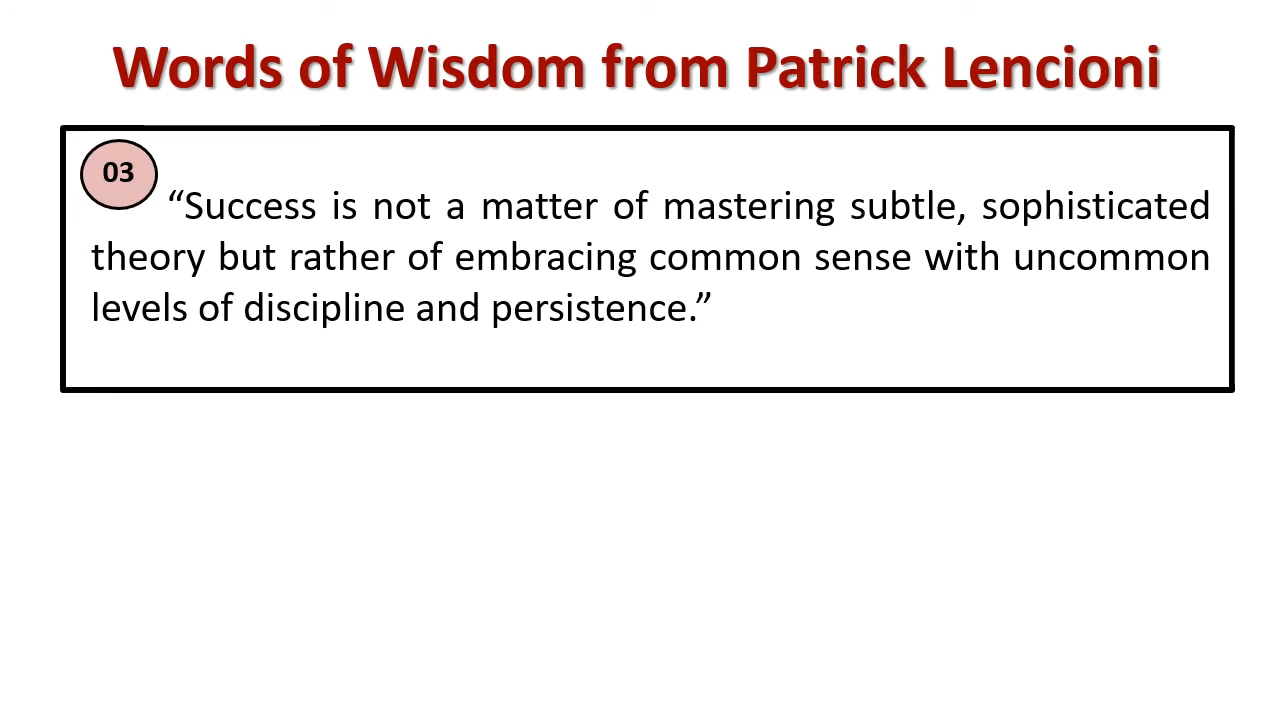 Words of Wisdom from Patrick Lencioni
03
“Success is not a matter of mastering subtle, sophisticated
theory but rather of embracing common sense with uncommon
levels of discipline and persistence.”